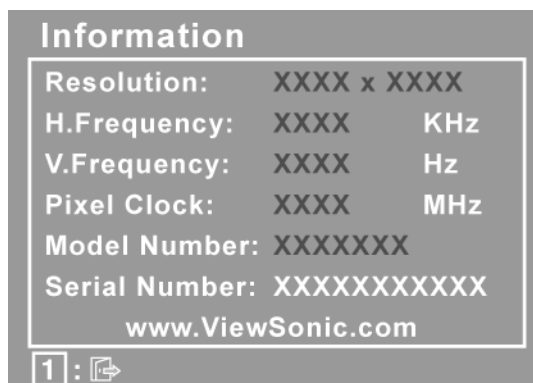 Information
Resolution: XXXX x XXXX
H.Frequency: XXXX KHz
V.Frequency: XXXX Hz
Pixel Clock: XXXX MHz
Model Number: XXXXXXX
Serial Number: XXXXXXXXXXX
www.ViewSonic.com
1 :